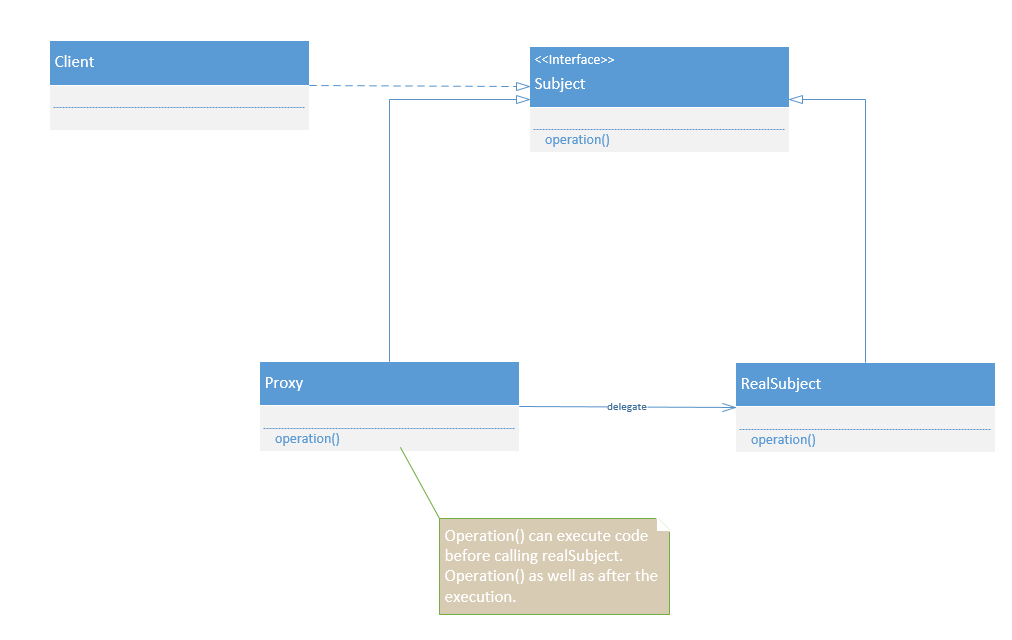 Client
<<Interface>>
Subject
operation()
Proxy
operation()
delegate
RealSubject
operation()
Operation() can execute code
before calling realSubject.
Operation() as well as after the
execution.